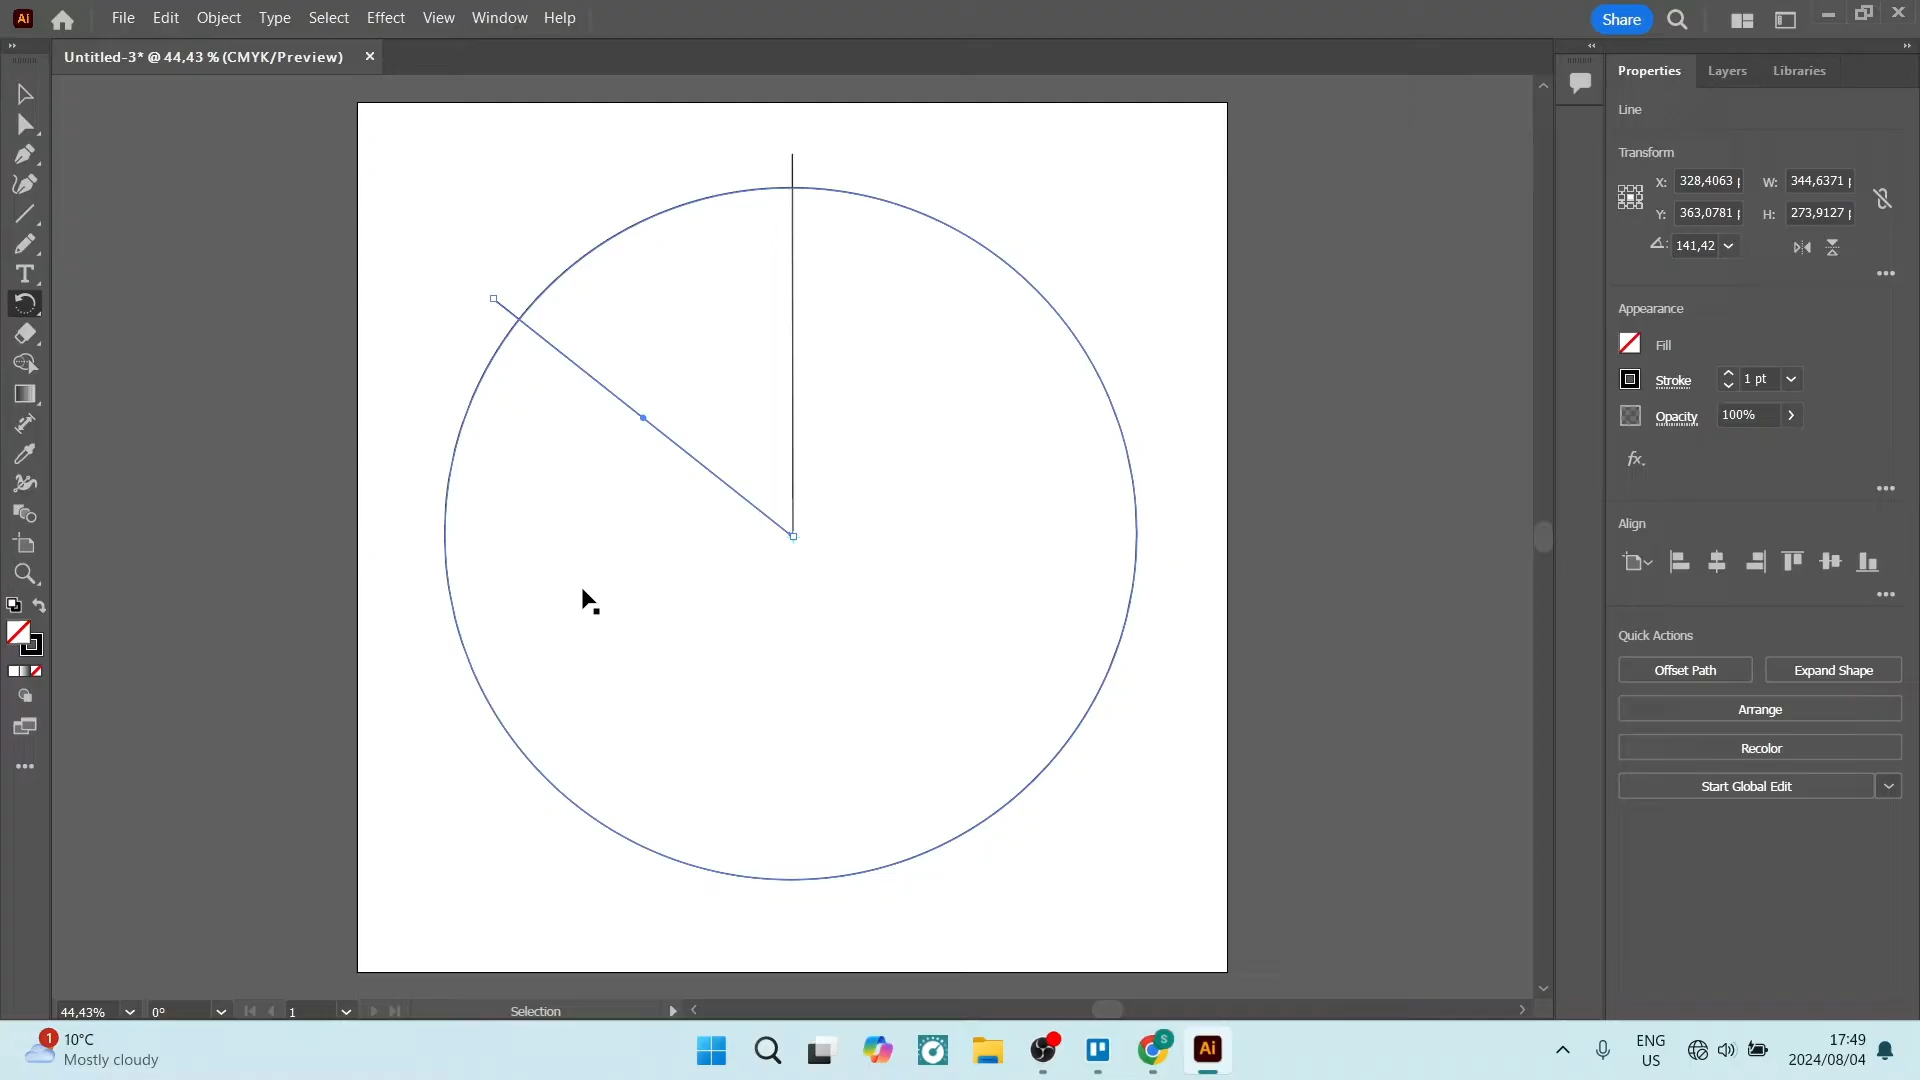 Ai File Edit Object Type Select Effect View Window Help Share
Untitled-3* @ 44,43 % (CMYK/Preview) ×
Properties Layers Libraries
Line
Transform
X: 328,4063 W: 344,6371
Y: 363,0781 H: 273,9127
141,42
Appearance
Fill
Stroke 1 pt
Opacity 100%
fx.
Align
Quick Actions
Offset Path Expand Shape
Arrange
Recolor
Start Global Edit
44,43% 0° 1 Selection
1 10°C
Mostly cloudy
S
Ai
ENG
US
17:49
2024/08/04